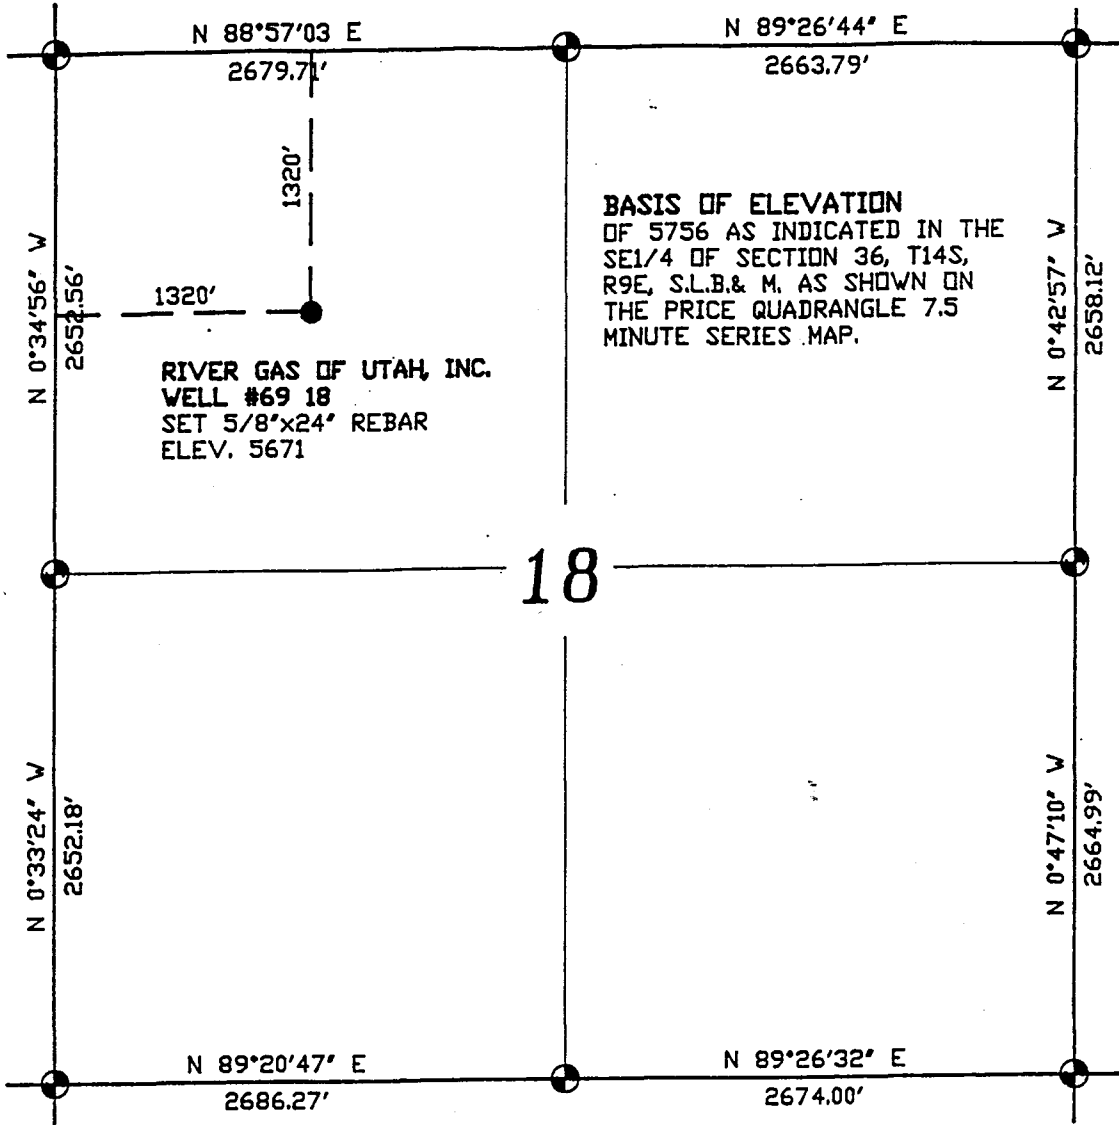 N 88°57'03 E
2679.71'
N 89°26'44" E
2663.79'
1320'
1320'
N 0°34'56" W
2652.56'
BASIS OF ELEVATION
OF 5756 AS INDICATED IN THE
SE1/4 OF SECTION 36, T14S,
R9E, S.L.B.& M. AS SHOWN ON
THE PRICE QUADRANGLE 7.5
MINUTE SERIES MAP.
N 0°42'57" W
2658.12'
RIVER GAS OF UTAH, INC.
WELL #69 18
SET 5/8"x24" REBAR
ELEV. 5671
18
N 0°33'24" W
2652.18'
N 0°47'10" W
2664.99'
N 89°20'47" E
2686.27'
N 89°26'32" E
2674.00'